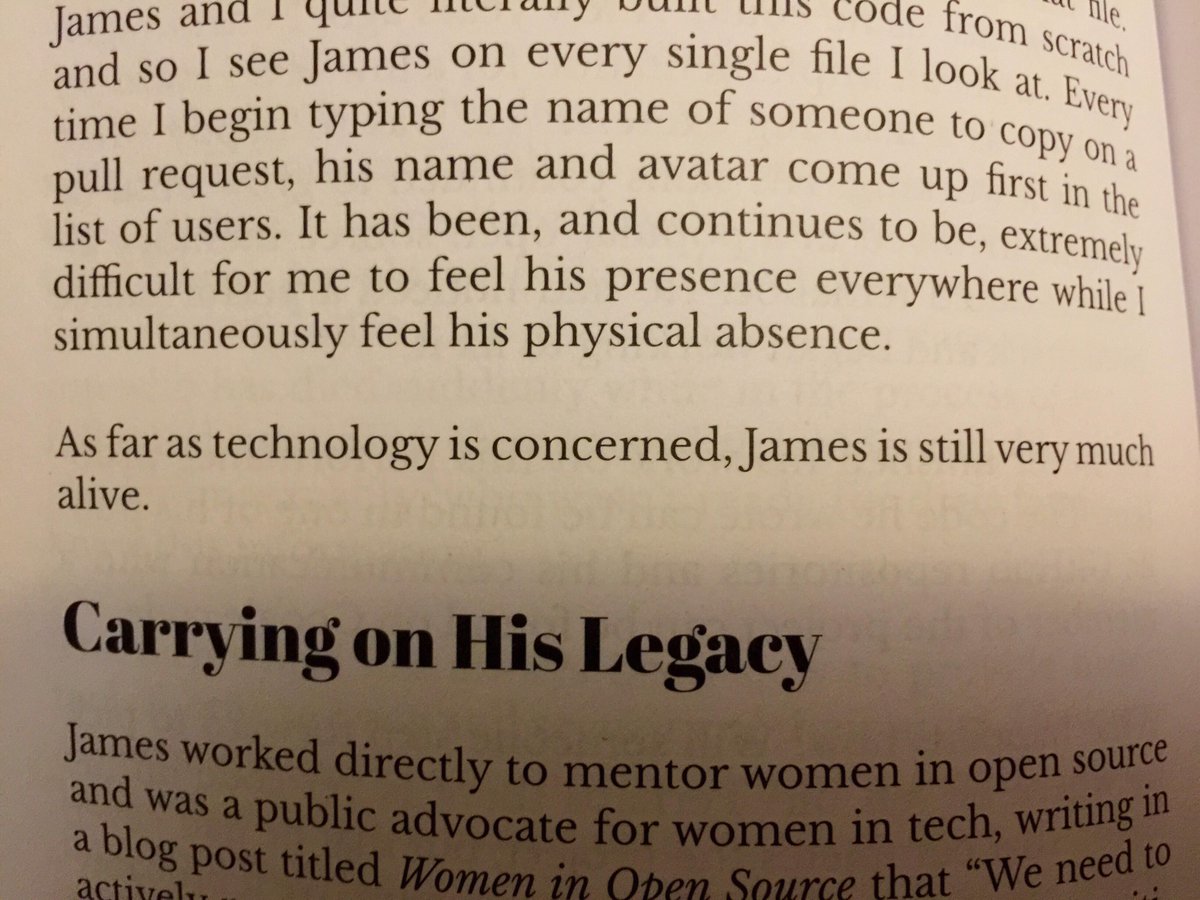 file.
James and I quite literally built this code from scratch
and so I see James on every single file I look at. Every
time I begin typing the name of someone to copy on a
pull request, his name and avatar come up first in the
list of users. It has been, and continues to be, extremely
difficult for me to feel his presence everywhere while I
simultaneously feel his physical absence.
As far as technology is concerned, James is still very much
alive.
Carrying on His Legacy
James worked directly to mentor women in open source
and was a public advocate for women in tech, writing in
a blog post titled Women in Open Source that “We need to
actively